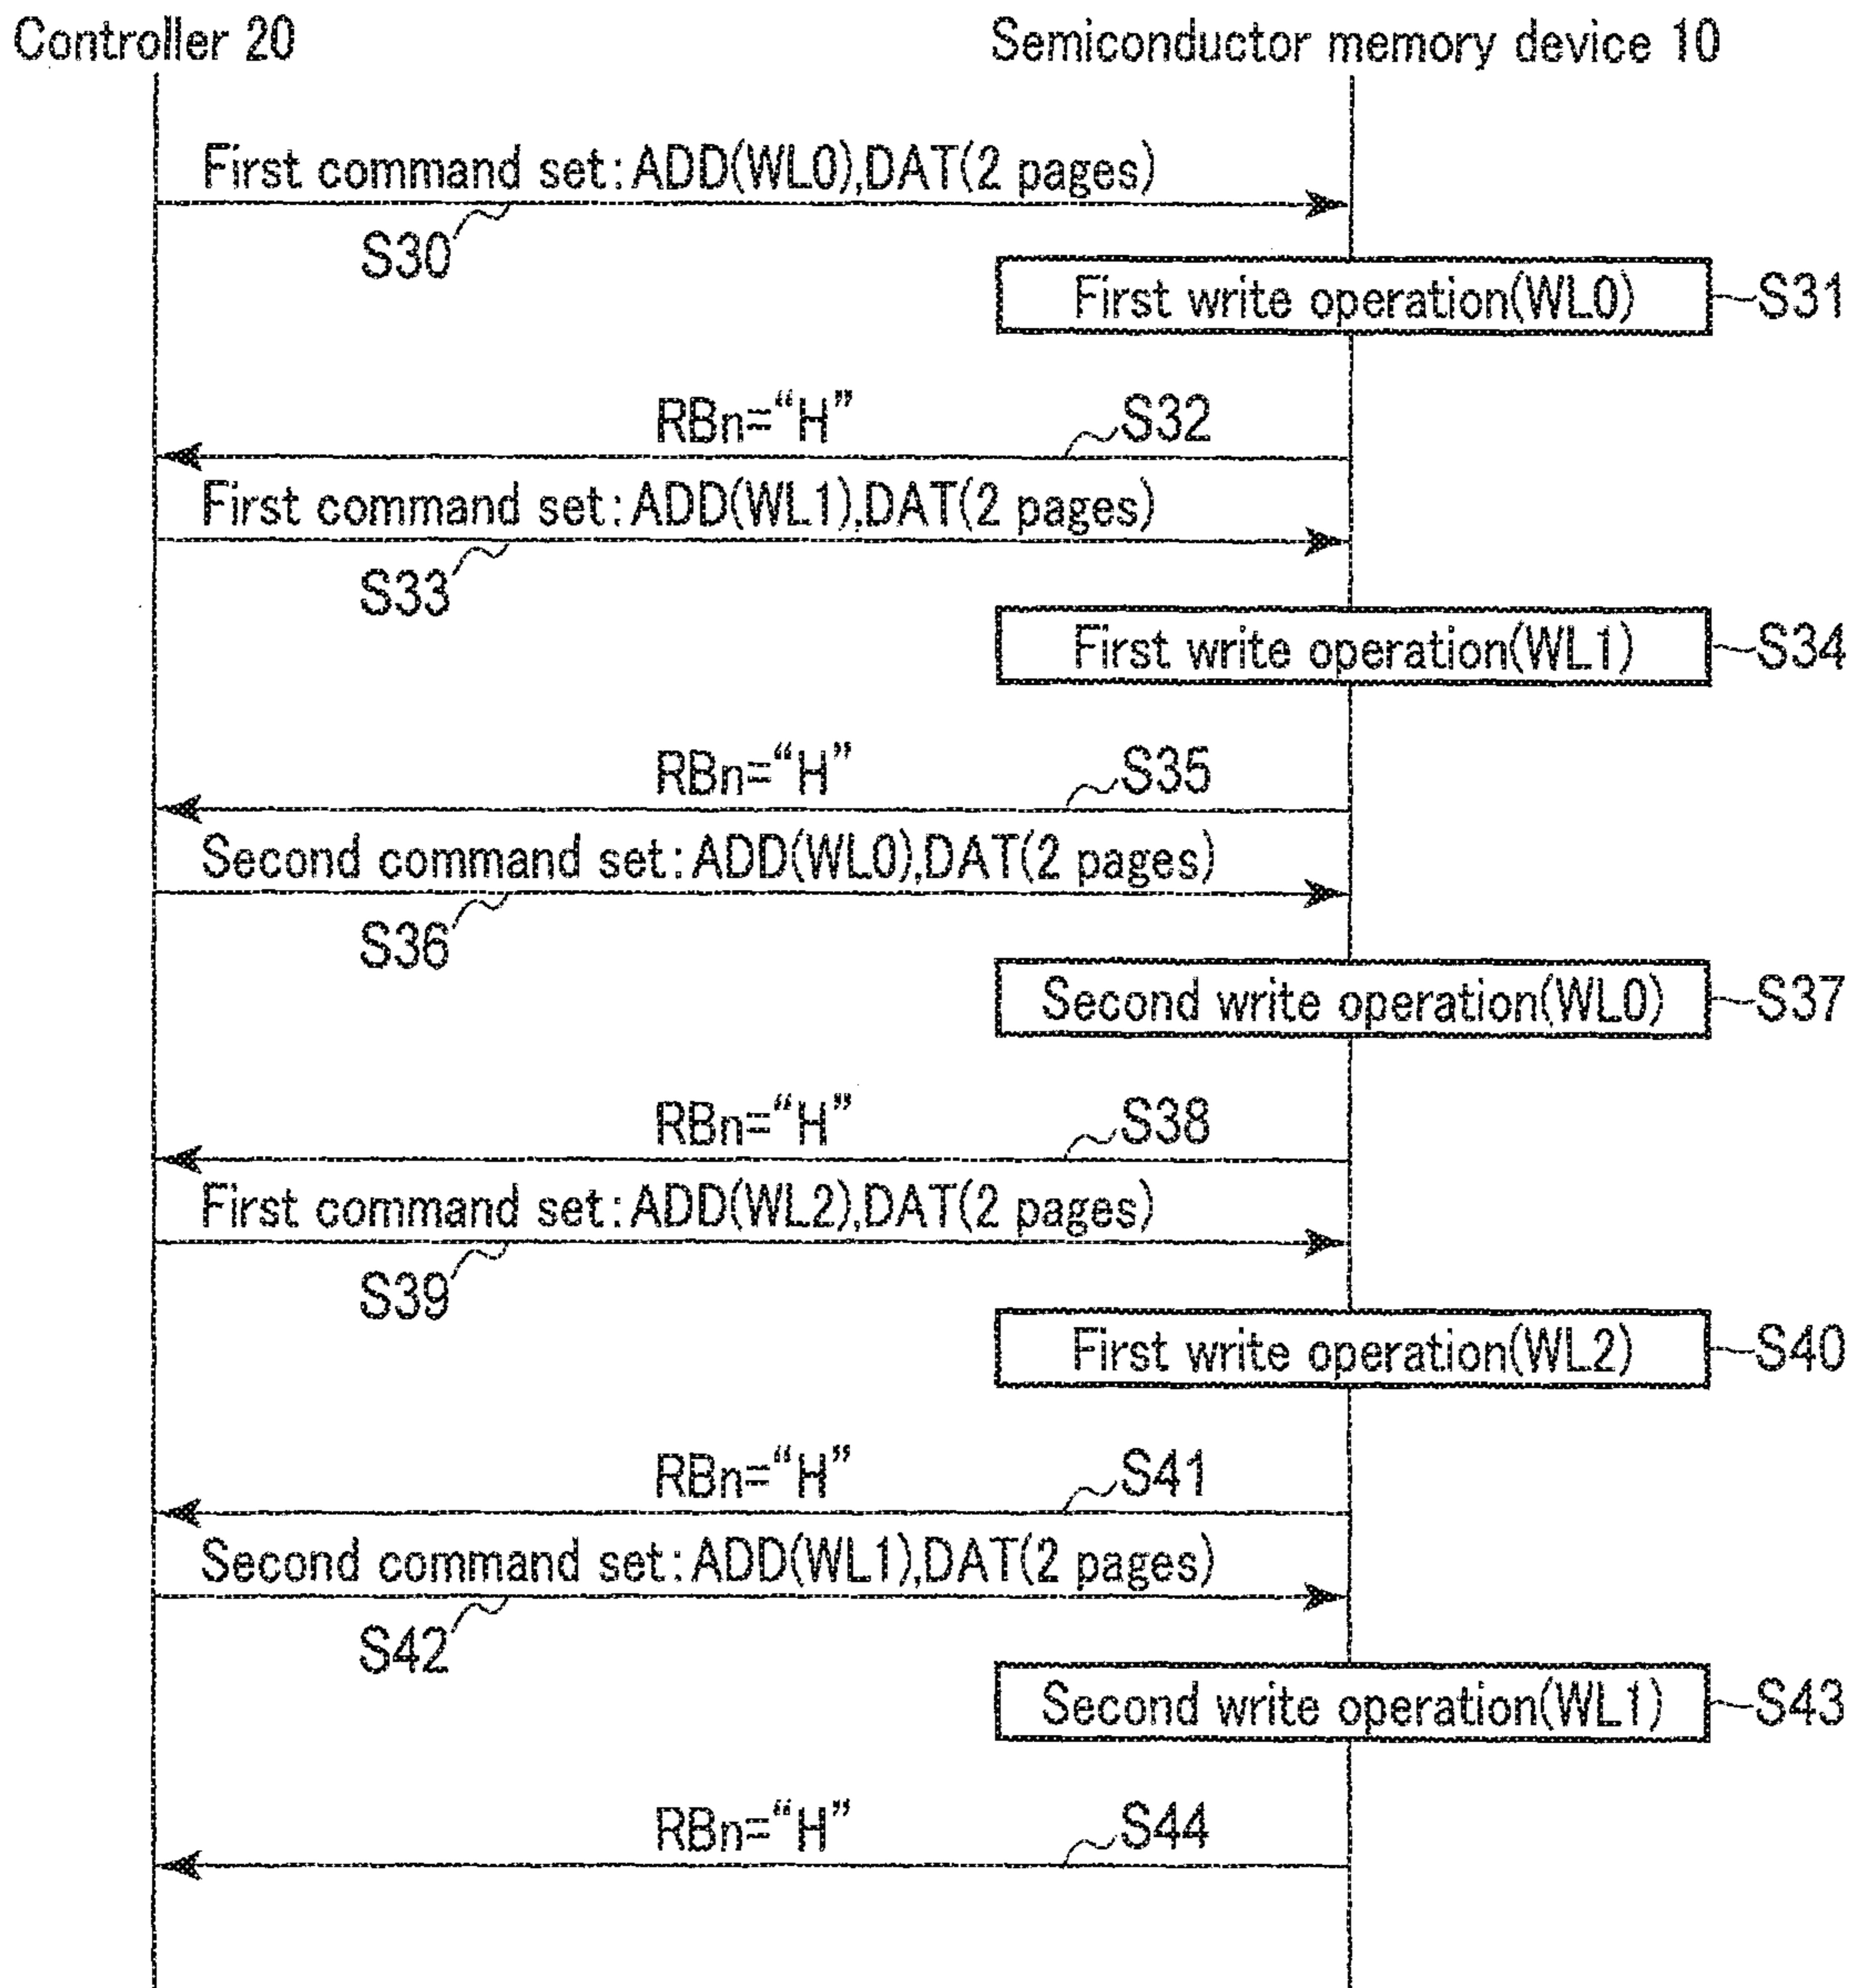 Controller 20
Semiconductor memory device 10
First command set:ADD(WL0),DAT(2 pages)
S30
First write operation(WL0)
S31
RBn=“H”
S32
First command set:ADD(WL1),DAT(2 pages)
S33
First write operation(WL1)
S34
RBn=“H”
S35
Second command set:ADD(WL0),DAT(2 pages)
S36
Second write operation(WL0)
S37
RBn=“H”
S38
First command set:ADD(WL2),DAT(2 pages)
S39
First write operation(WL2)
S40
RBn=“H”
S41
Second command set:ADD(WL1),DAT(2 pages)
S42
Second write operation(WL1)
S43
RBn=“H”
S44